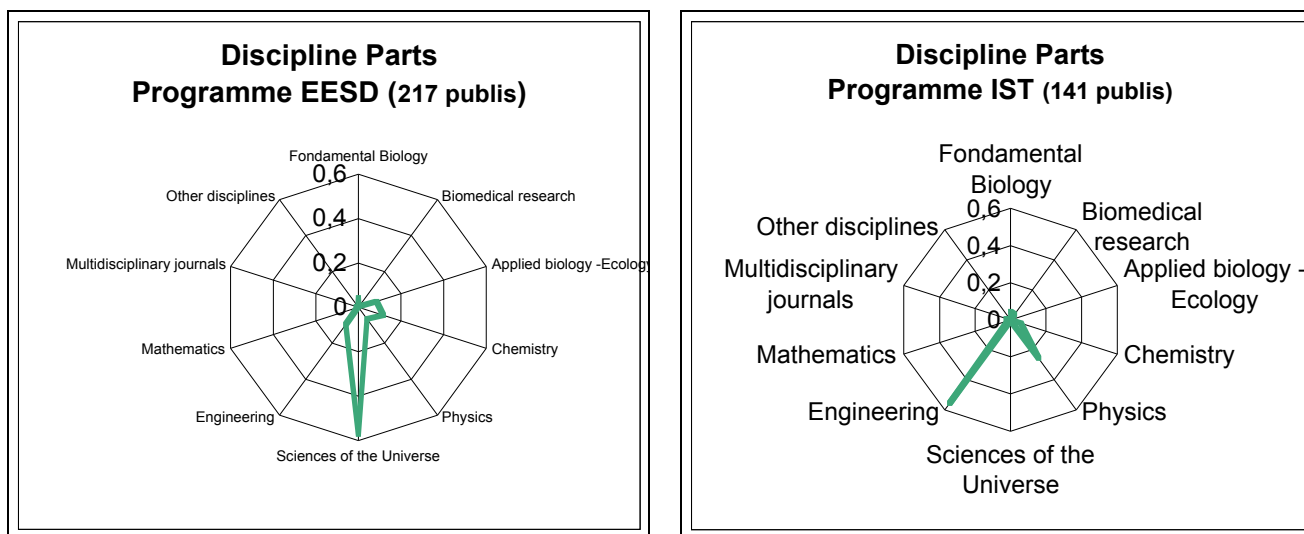 Discipline Parts
Programme EESD (217 publis)
Fondamental Biology
0,6
Other disciplines
Biomedical research
0,4
Multidisciplinary journals
0,2
Applied biology -Ecology
0
Mathematics
Chemistry
Engineering
Physics
Sciences of the Universe
Discipline Parts
Programme IST (141 publis)
Fondamental
Biology
0,6
Other disciplines
Biomedical
research
0,4
Multidisciplinary
journals
0,2
Applied biology -
Ecology
0
Mathematics
Chemistry
Engineering
Physics
Sciences of the
Universe